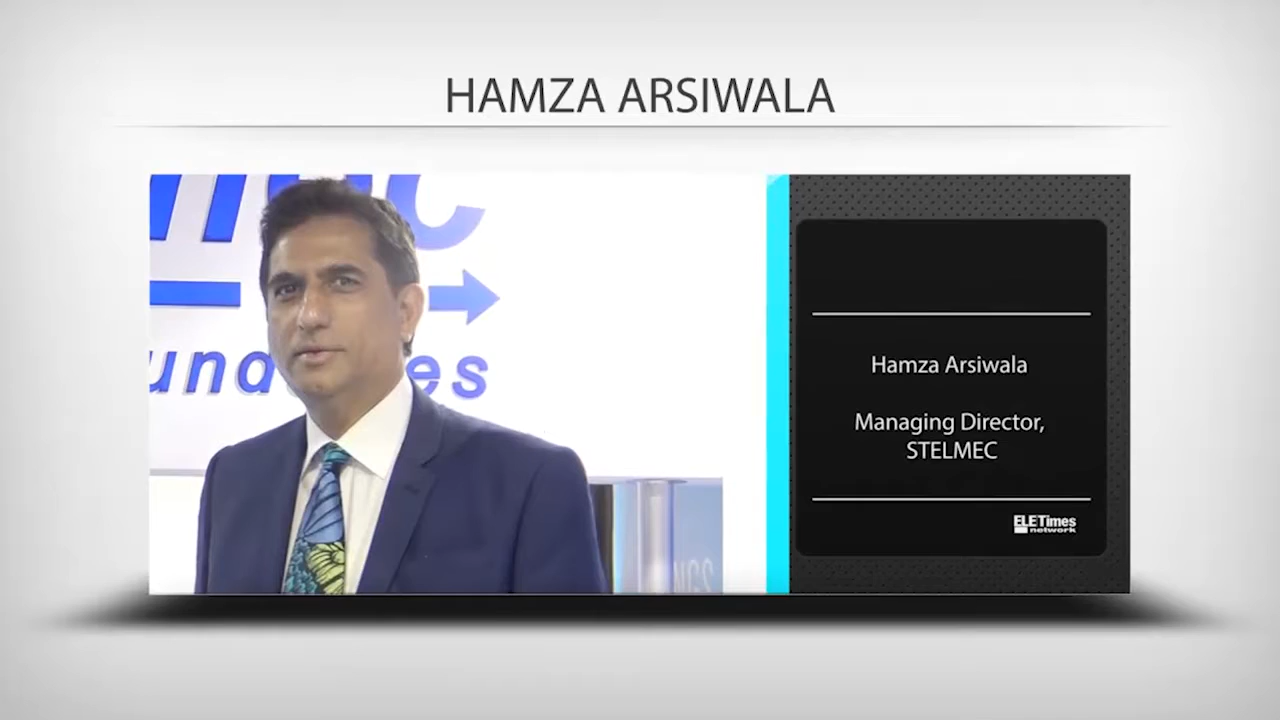 HAMZA ARSIWALA
Hamza Arsiwala
Managing Director,
STELMEC
ELETimes
network